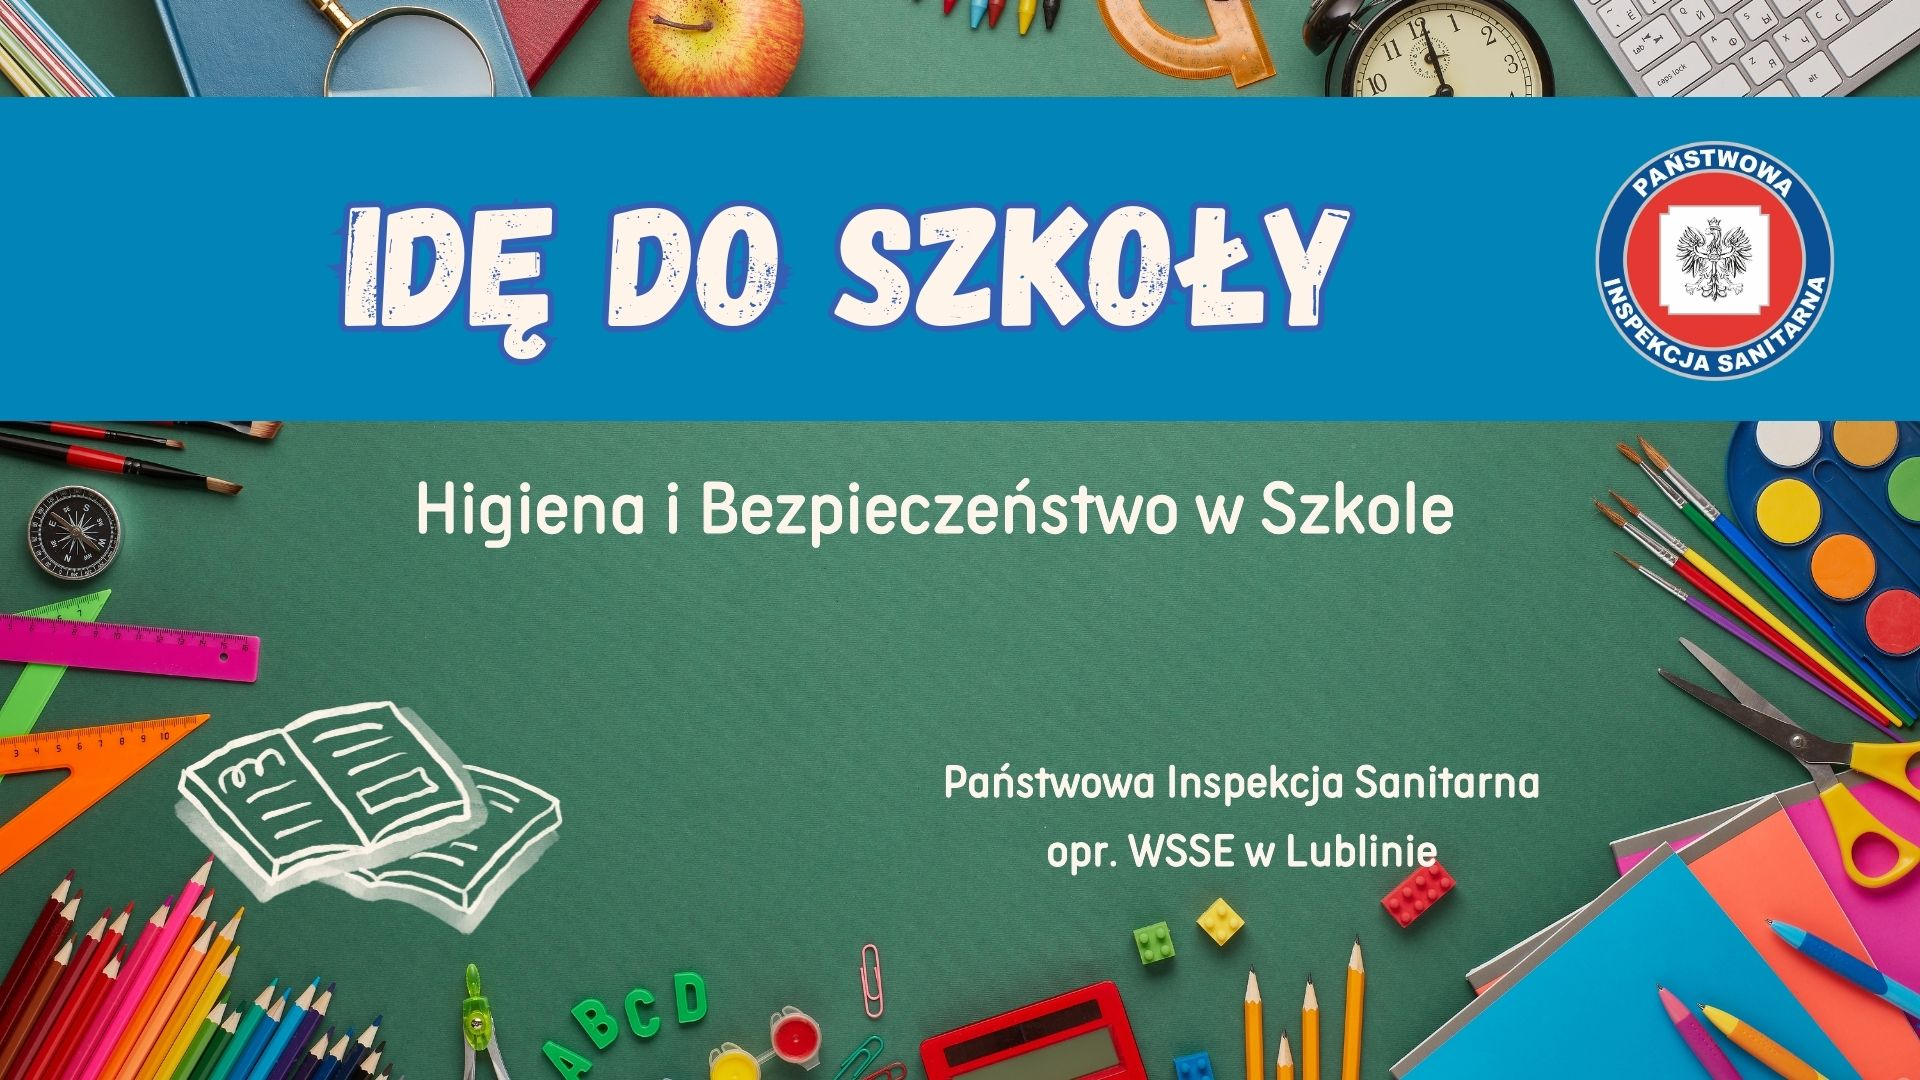 IDĘ DO SZKOŁY
PAŃSTWOWA
INSPEKCJA SANITARNA
Higiena i Bezpieczeństwo w Szkole
Państwowa Inspekcja Sanitarna
opr. WSSE w Lublinie
A B C D